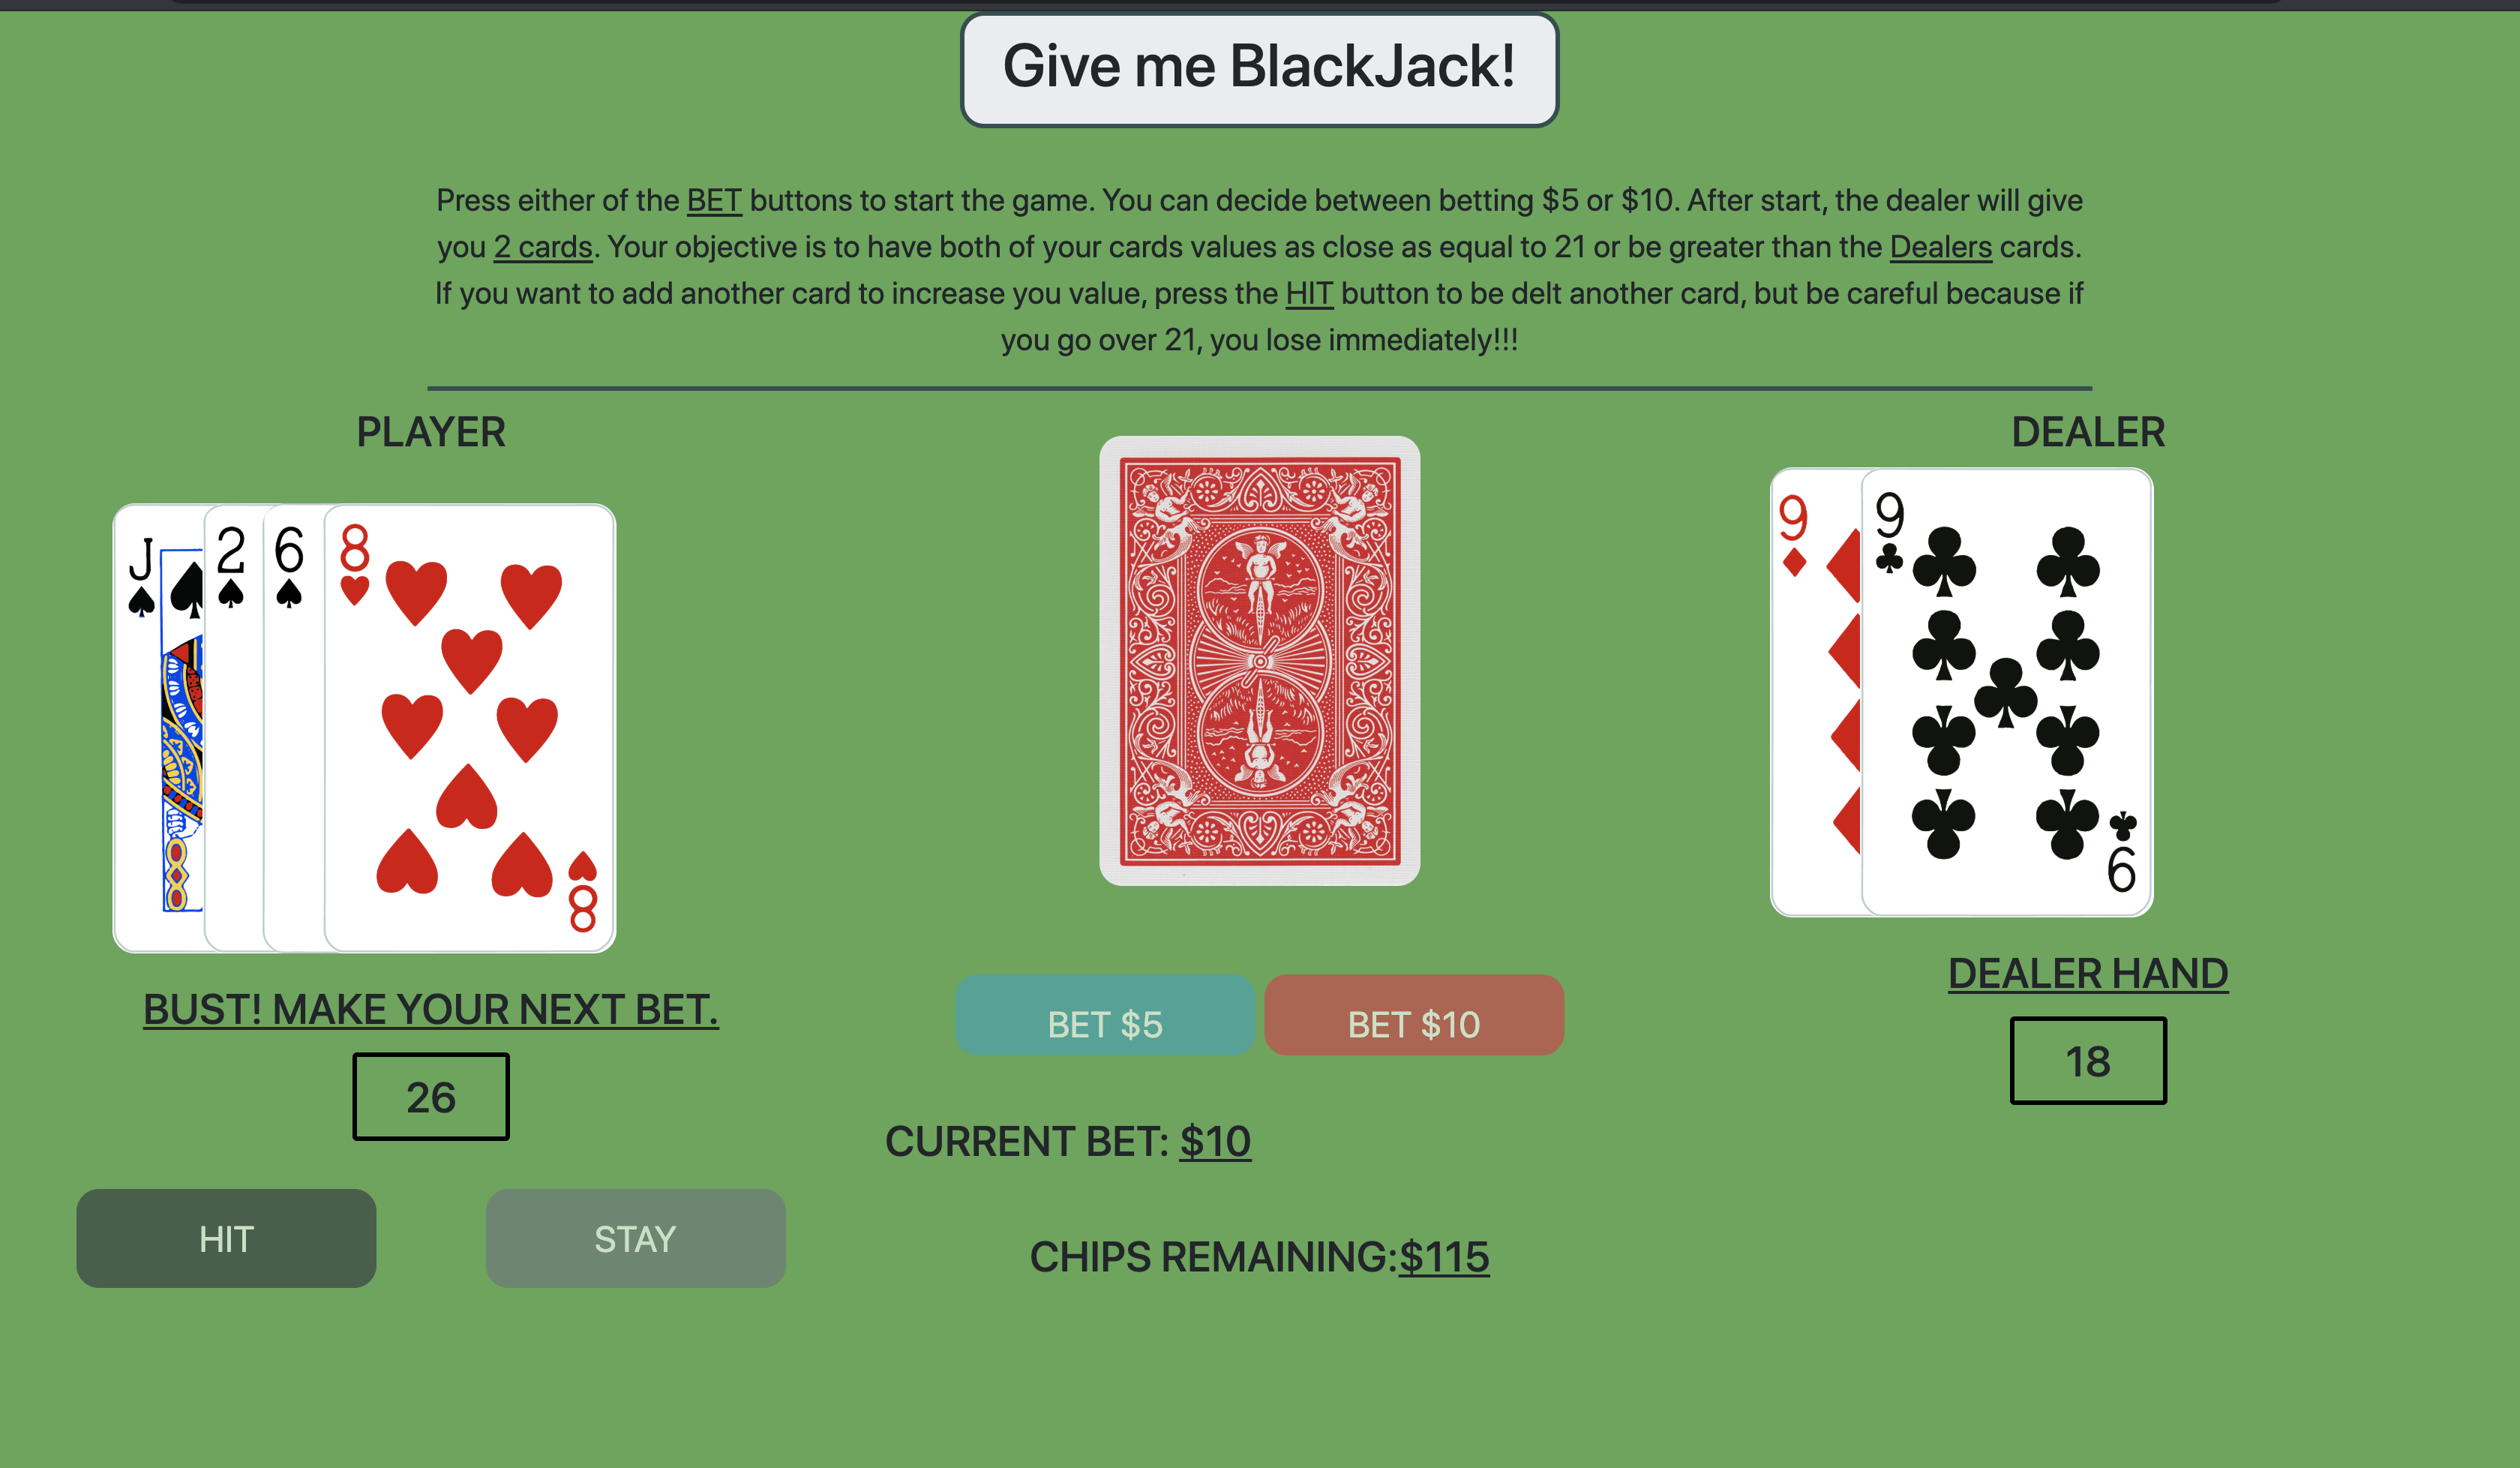 Give me BlackJack!
Press either of the BET buttons to start the game. You can decide between betting $5 or $10. After start, the dealer will give
you 2 cards. Your objective is to have both of your cards values as close as equal to 21 or be greater than the Dealers cards.
If you want to add another card to increase you value, press the HIT button to be delt another card, but be careful because if
you go over 21, you lose immediately!!!
PLAYER
DEALER
J
2
6
8
8
9
9
9
BUST! MAKE YOUR NEXT BET.
26
HIT
STAY
BET $5
BET $10
CURRENT BET: $10
CHIPS REMAINING:$115
DEALER HAND
18